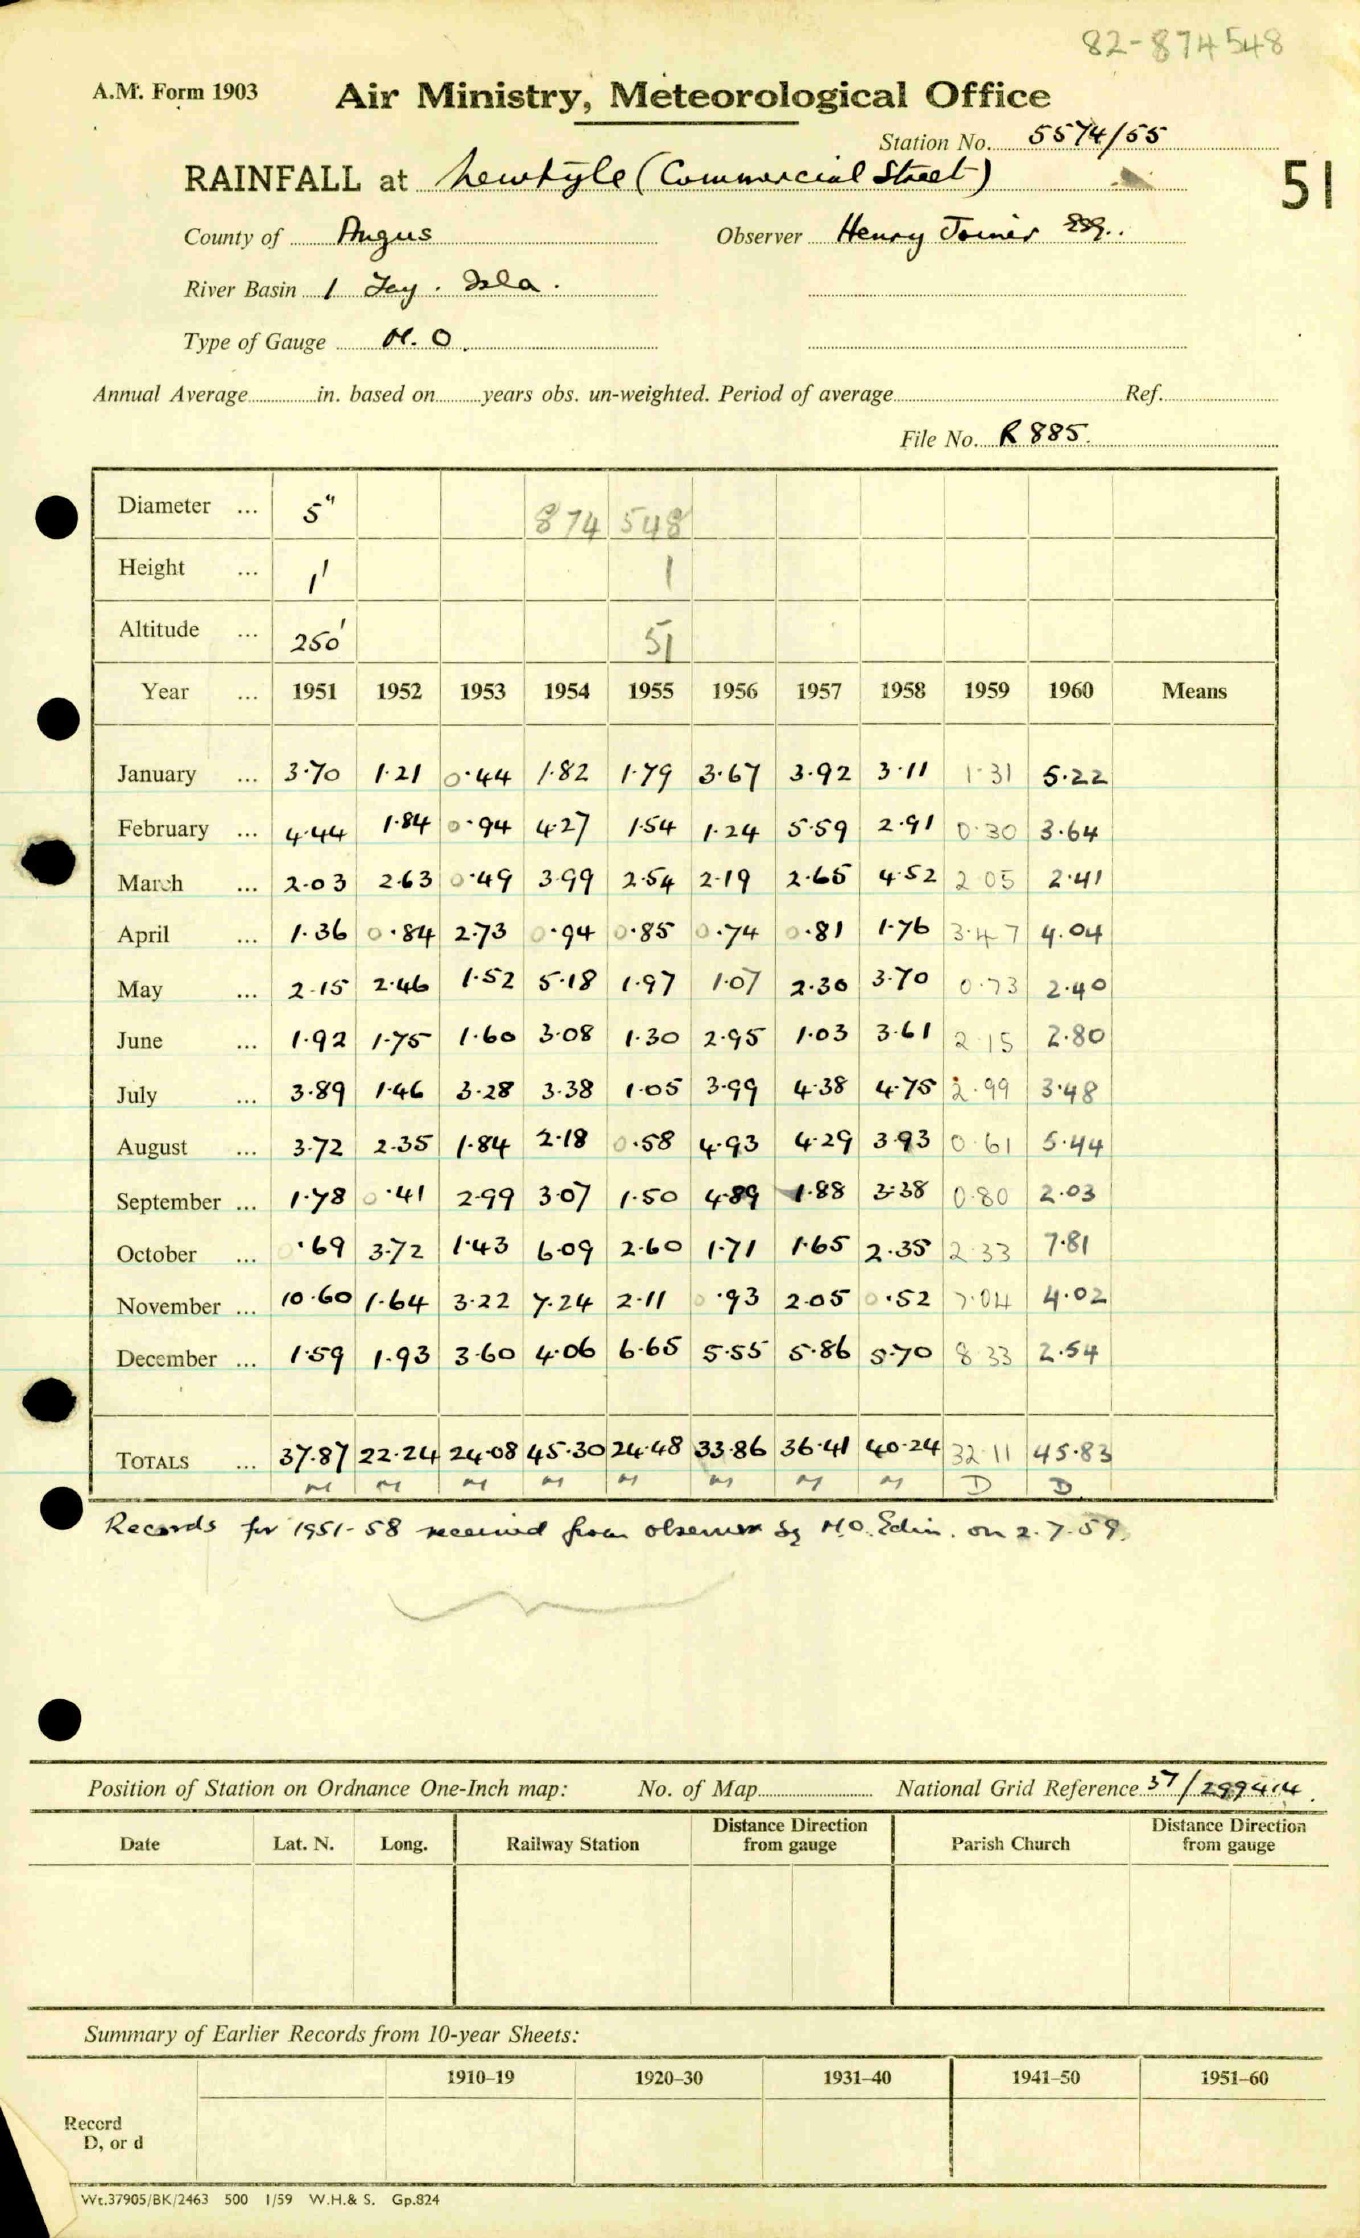 82-874548
A.M. Form 1903
Air Ministry, Meteorological Office
Station No. 5574/55
RAINFALL at Newtyle (Commercial Street)
51
County of Angus Observer Henry Joiner Esq.
River Basin 1 Tay. Isla.
Type of Gauge M.O.
Annual Average in. based on years obs. un-weighted. Period of average Ref.
File No. R 885.
Diameter ... 5" 874 548
Height ... 1' 1
Altitude ... 250' 51
Year ... 1951 1952 1953 1954 1955 1956 1957 1958 1959 1960 Means
January ... 3.70 1.21 0.44 1.82 1.79 3.67 3.92 3.11 1.31 5.22
February ... 4.44 1.84 0.94 4.27 1.54 1.24 5.59 2.91 0.30 3.64
March ... 2.03 2.63 0.49 3.99 2.54 2.19 2.65 4.52 2.05 2.41
April ... 1.36 0.84 2.73 0.94 0.85 0.74 0.81 1.76 3.47 4.04
May ... 2.15 2.46 1.52 5.18 1.97 1.07 2.30 3.70 0.73 2.40
June ... 1.92 1.75 1.60 3.08 1.30 2.95 1.03 3.61 2.15 2.80
July ... 3.89 1.46 3.28 3.38 1.05 3.99 4.38 4.75 2.99 3.48
August ... 3.72 2.35 1.84 2.18 0.58 4.93 4.29 3.93 0.61 5.44
September ... 1.78 0.41 2.99 3.07 1.50 4.89 1.88 3.38 0.80 2.03
October ... 0.69 3.72 1.43 6.09 2.60 1.71 1.65 2.35 2.33 7.81
November ... 10.60 1.64 3.22 7.24 2.11 0.93 2.05 0.52 7.04 4.02
December ... 1.59 1.93 3.60 4.06 6.65 5.55 5.86 5.70 8.33 2.54
TOTALS ... 37.87 22.24 24.08 45.30 24.48 33.86 36.41 40.24 32.11 45.83
M M M M M M M M D D
Records for 1951-58 received from observer by M.O. Edin. on 2.7.59.
Position of Station on Ordnance One-Inch map: No. of Map National Grid Reference 37/299414.
Date Lat. N. Long. Railway Station Distance Direction from gauge Parish Church Distance Direction from gauge
Summary of Earlier Records from 10-year Sheets:
1910–19 1920–30 1931–40 1941–50 1951–60
Record
D, or d
Wt.37905/BK/2463 500 1/59 W.H.& S. Gp.824